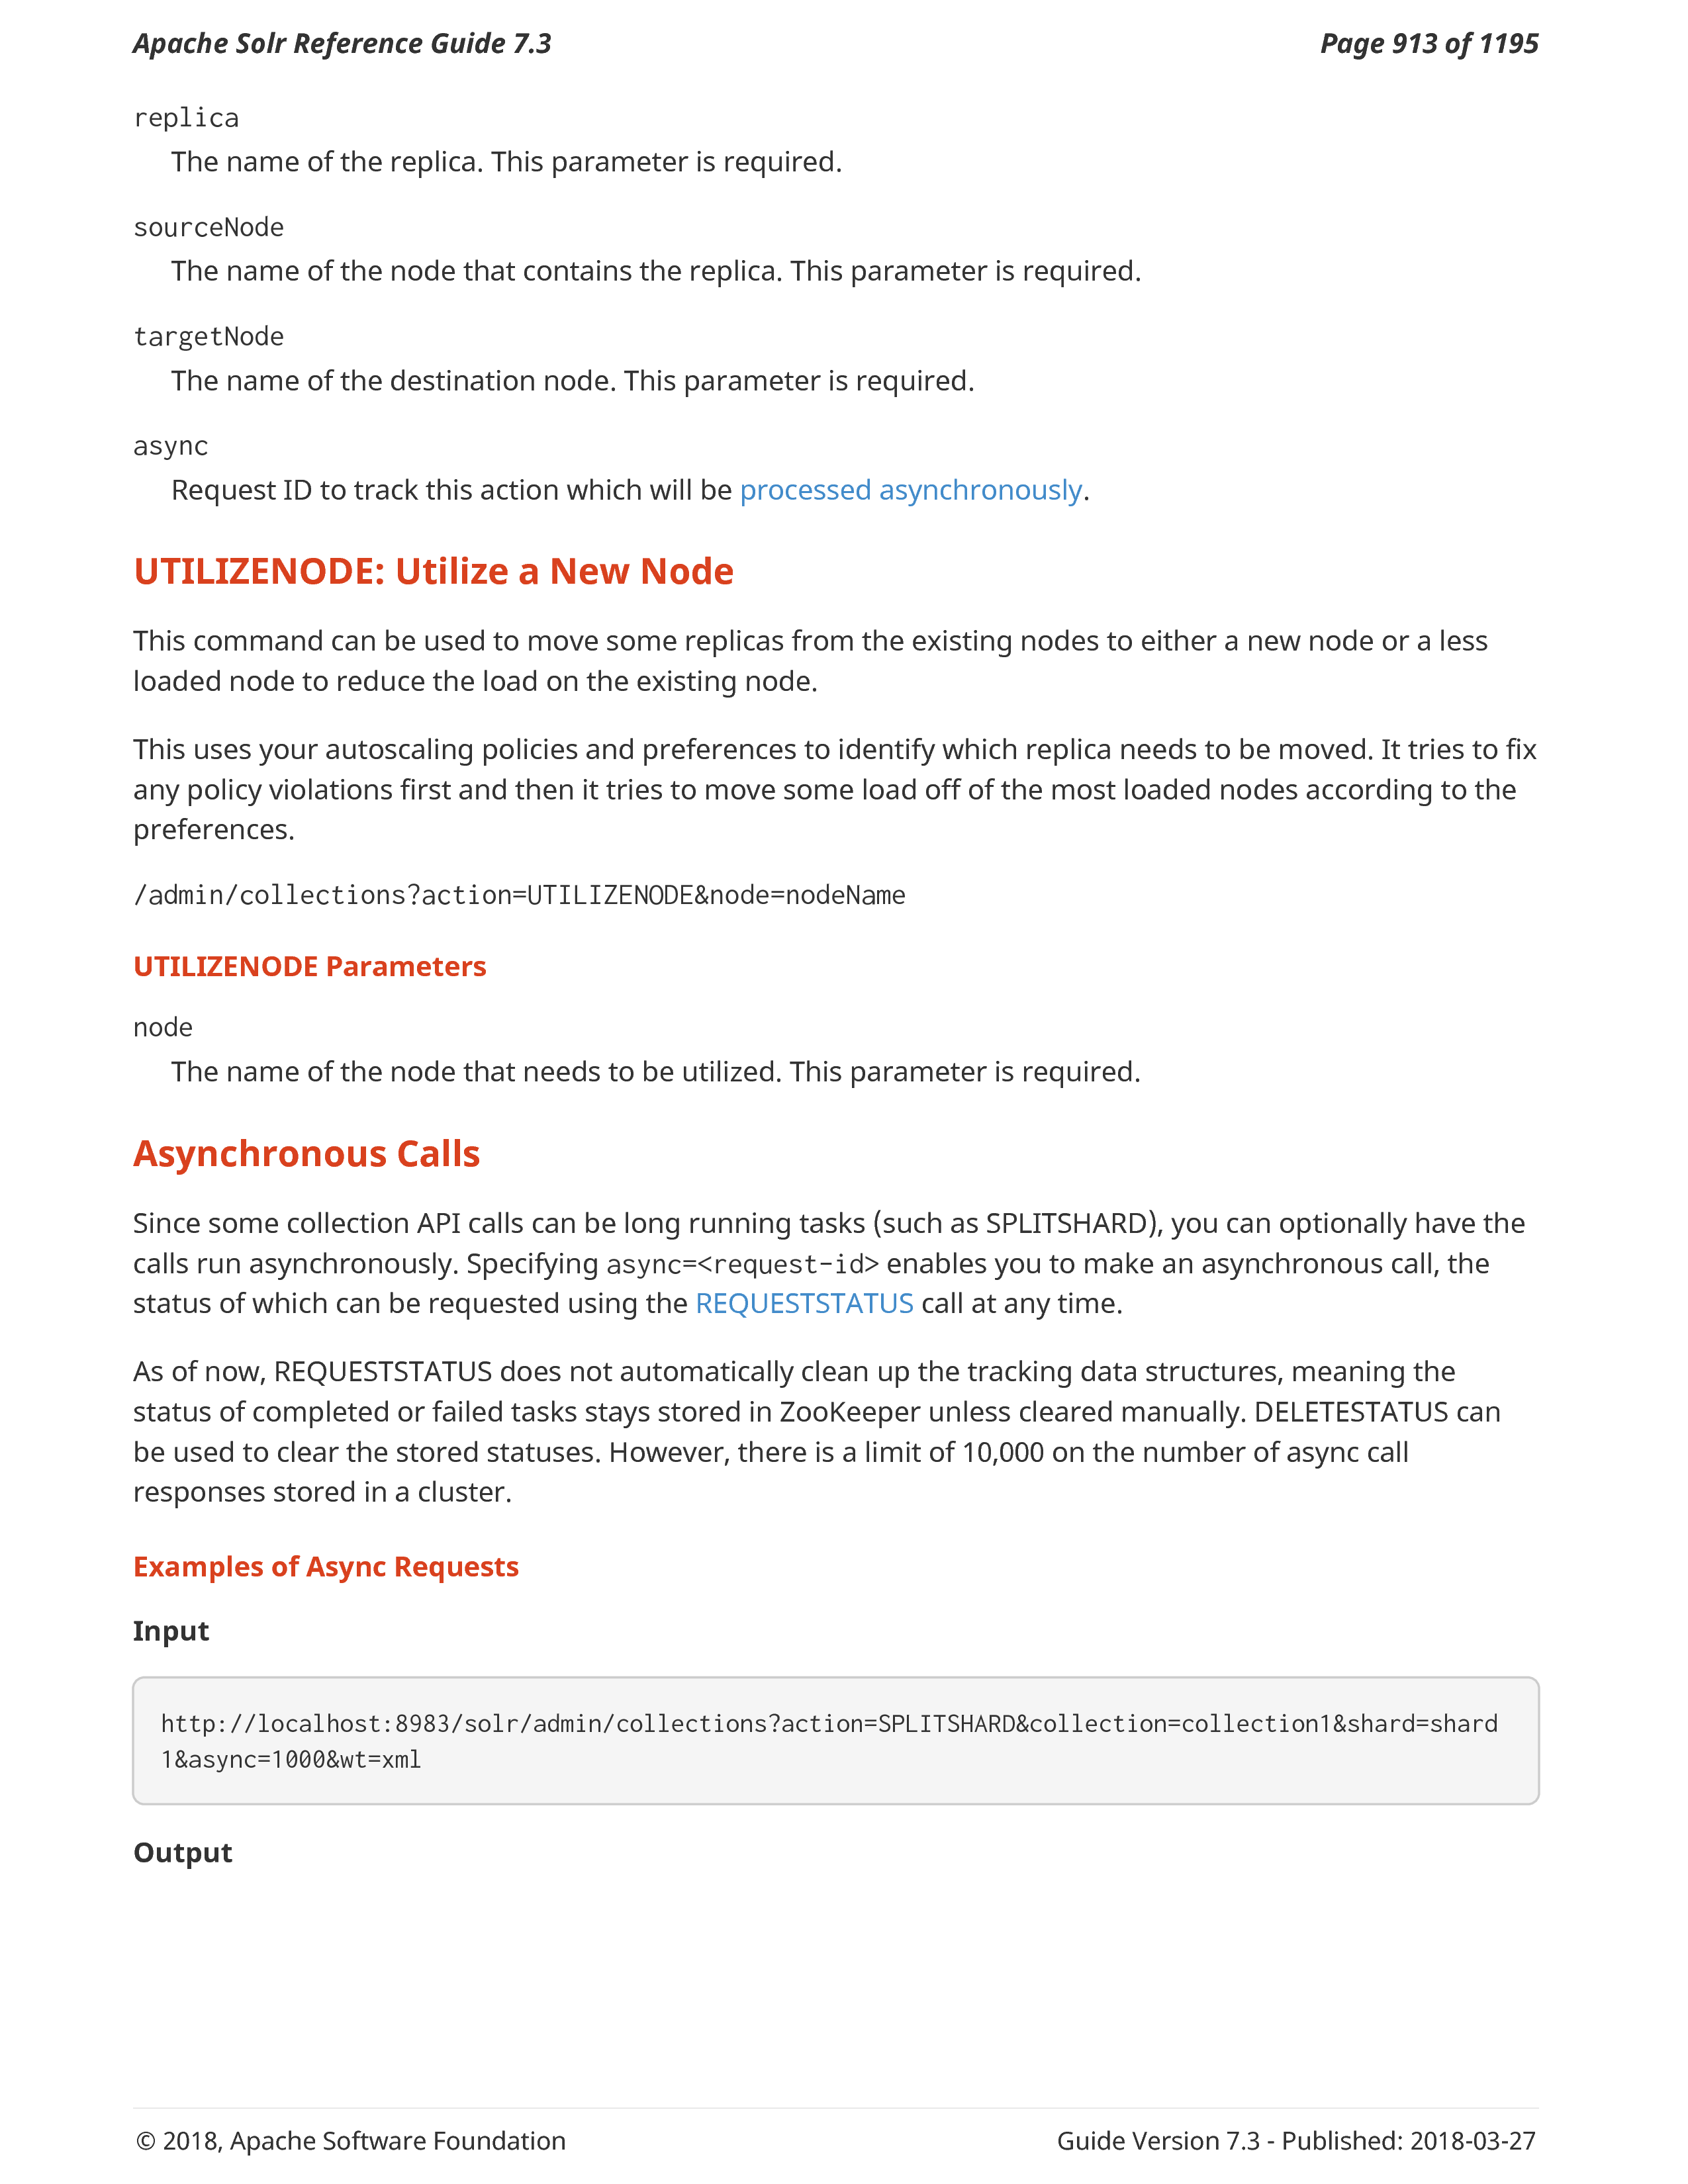 Apache Solr Reference Guide 7.3
Page 913 of 1195
replica
The name of the replica. This parameter is required.
sourceNode
The name of the node that contains the replica. This parameter is required.
targetNode
The name of the destination node. This parameter is required.
async
Request ID to track this action which will be processed asynchronously.
UTILIZENODE: Utilize a New Node
This command can be used to move some replicas from the existing nodes to either a new node or a less
loaded node to reduce the load on the existing node.
This uses your autoscaling policies and preferences to identify which replica needs to be moved. It tries to fix
any policy violations first and then it tries to move some load off of the most loaded nodes according to the
preferences.
/admin/collections?action=UTILIZENODE&node=nodeName
UTILIZENODE Parameters
node
The name of the node that needs to be utilized. This parameter is required.
Asynchronous Calls
Since some collection API calls can be long running tasks (such as SPLITSHARD), you can optionally have the
calls run asynchronously. Specifying async=<request-id> enables you to make an asynchronous call, the
status of which can be requested using the REQUESTSTATUS call at any time.
As of now, REQUESTSTATUS does not automatically clean up the tracking data structures, meaning the
status of completed or failed tasks stays stored in ZooKeeper unless cleared manually. DELETESTATUS can
be used to clear the stored statuses. However, there is a limit of 10,000 on the number of async call
responses stored in a cluster.
Examples of Async Requests
Input
http://localhost:8983/solr/admin/collections?action=SPLITSHARD&collection=collection1&shard=shard
1&async=1000&wt=xml
Output
© 2018, Apache Software Foundation
Guide Version 7.3 - Published: 2018-03-27